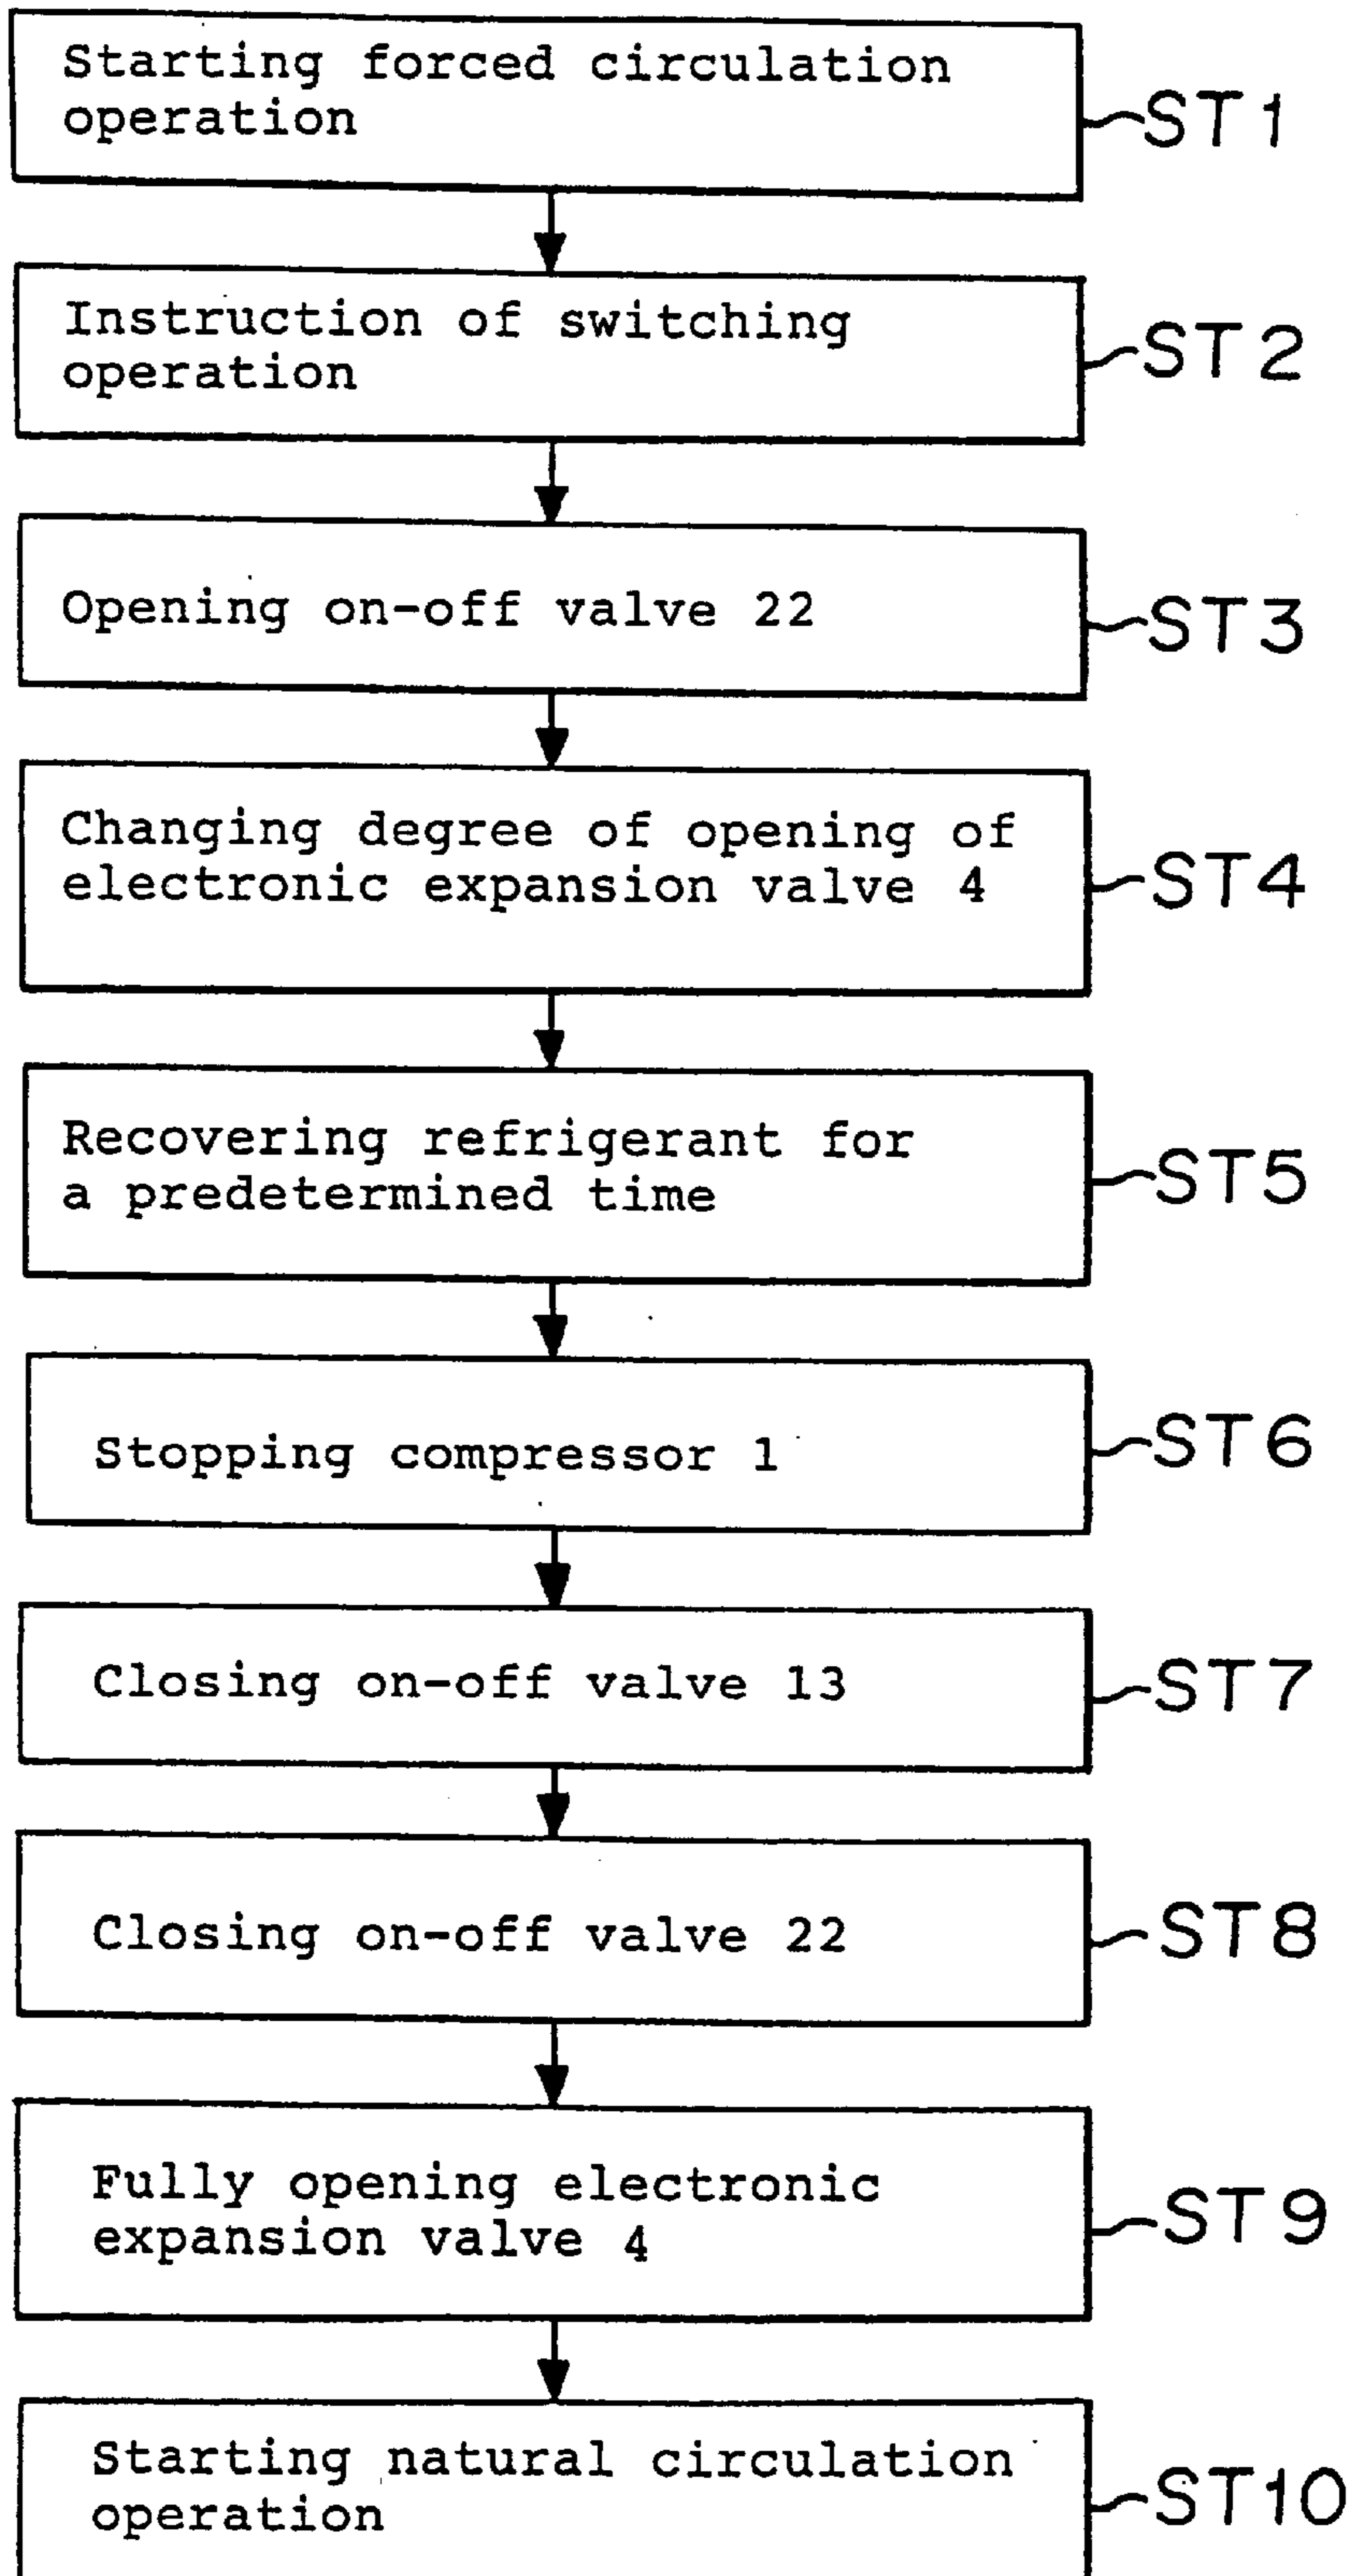 Starting forced circulation
operation
ST1
Instruction of switching
operation
ST2
Opening on-off valve 22
ST3
Changing degree of opening of
electronic expansion valve 4
ST4
Recovering refrigerant for
a predetermined time
ST5
Stopping compressor 1
ST6
Closing on-off valve 13
ST7
Closing on-off valve 22
ST8
Fully opening electronic
expansion valve 4
ST9
Starting natural circulation
operation
ST10